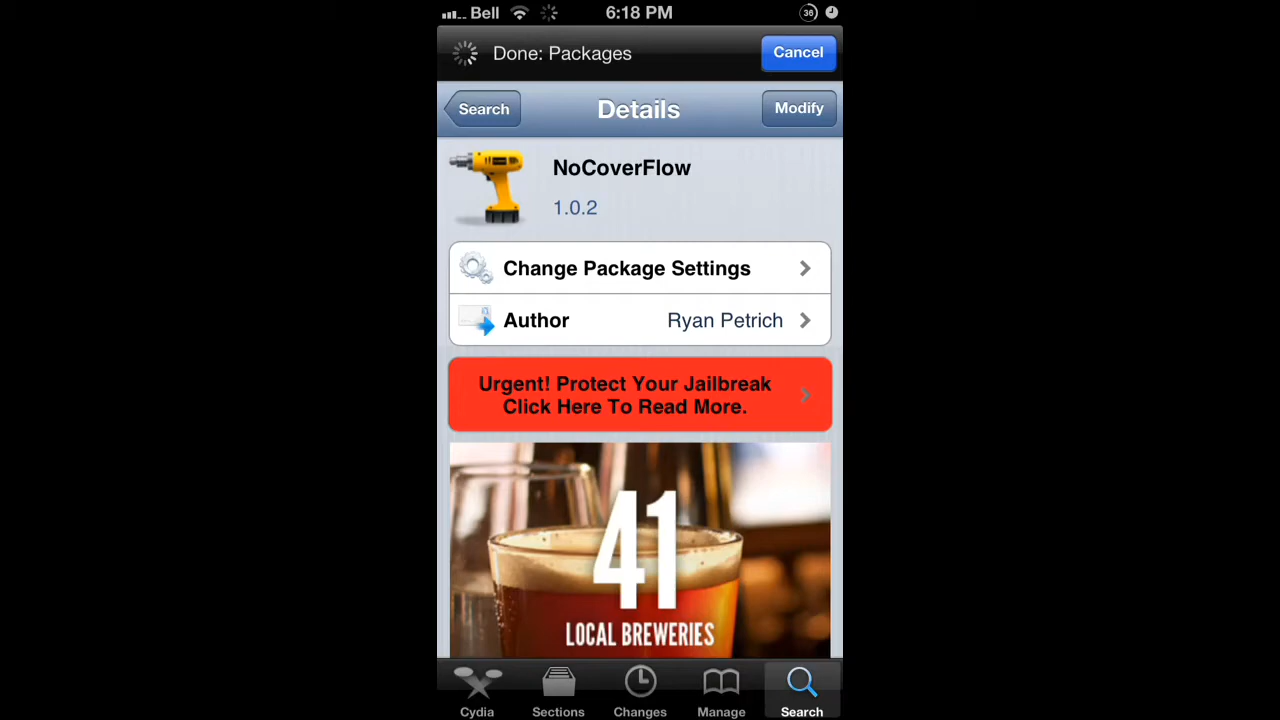 Bell 6:18 PM 36
Done: Packages Cancel
Search Details Modify
NoCoverFlow
1.0.2
Change Package Settings
Author Ryan Petrich
Urgent! Protect Your Jailbreak
Click Here To Read More.
41
LOCAL BREWERIES
Cydia Sections Changes Manage Search